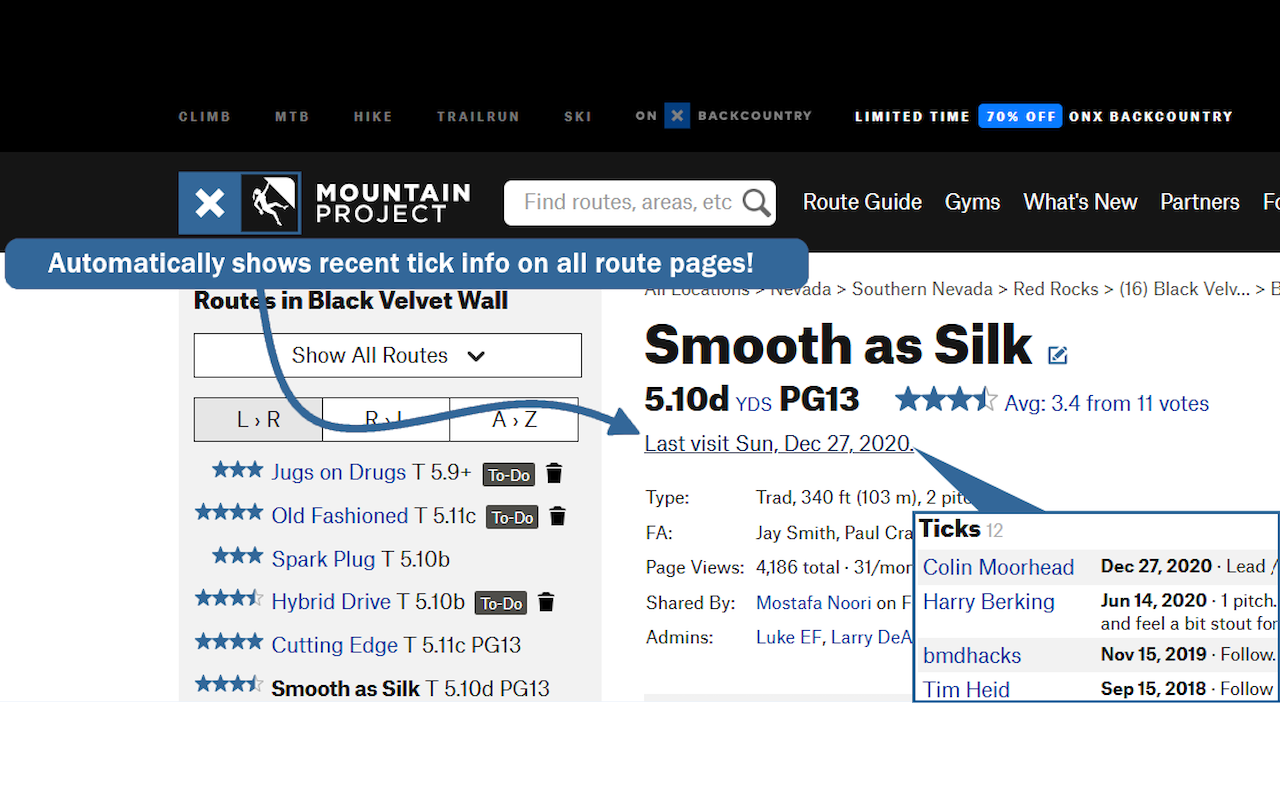 CLIMB MTB HIKE TRAILRUN SKI ON X BACKCOUNTRY LIMITED TIME 70% OFF ONX BACKCOUNTRY
MOUNTAIN
PROJECT
Find routes, areas, etc
Route Guide Gyms What's New Partners
Automatically shows recent tick info on all route pages!
Routes in Black Velvet Wall
Show All Routes
L › R R › L A › Z
Jugs on Drugs T 5.9+ To-Do
Old Fashioned T 5.11c To-Do
Spark Plug T 5.10b
Hybrid Drive T 5.10b To-Do
Cutting Edge T 5.11c PG13
Smooth as Silk T 5.10d PG13
All Locations > Nevada > Southern Nevada > Red Rocks > (16) Black Velv... > B
Smooth as Silk
5.10d YDS PG13 Avg: 3.4 from 11 votes
Last visit Sun, Dec 27, 2020.
Type: Trad, 340 ft (103 m), 2 pitc
FA: Jay Smith, Paul Cra
Page Views: 4,186 total · 31/mon
Shared By: Mostafa Noori on F
Admins: Luke EF, Larry DeA
Ticks 12
Colin Moorhead Dec 27, 2020 · Lead /
Harry Berking Jun 14, 2020 · 1 pitch.
and feel a bit stout for
bmdhacks Nov 15, 2019 · Follow.
Tim Heid Sep 15, 2018 · Follow